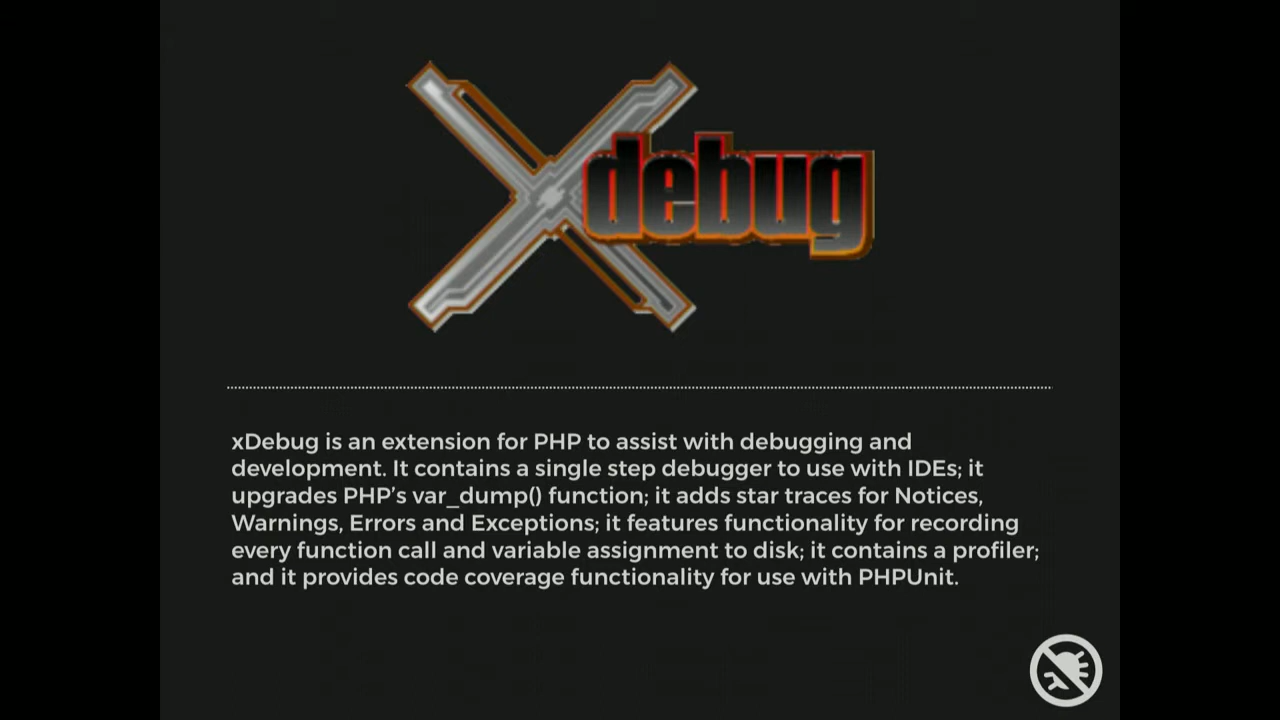 Xdebug
xDebug is an extension for PHP to assist with debugging and
development. It contains a single step debugger to use with IDEs; it
upgrades PHP’s var_dump() function; it adds star traces for Notices,
Warnings, Errors and Exceptions; it features functionality for recording
every function call and variable assignment to disk; it contains a profiler;
and it provides code coverage functionality for use with PHPUnit.